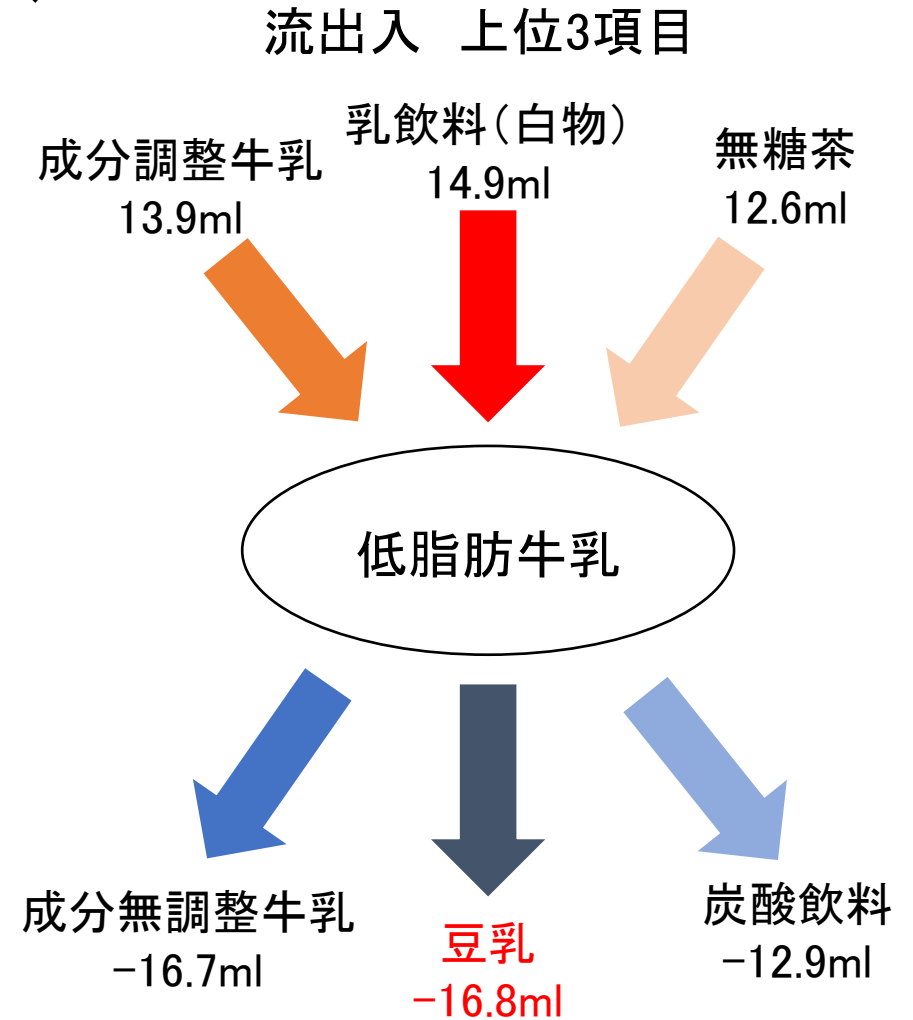 流出入 上位3項目
成分調整牛乳
13.9ml
乳飲料(白物)
14.9ml
無糖茶
12.6ml
低脂肪牛乳
成分無調整牛乳
-16.7ml
豆乳
-16.8ml
炭酸飲料
-12.9ml